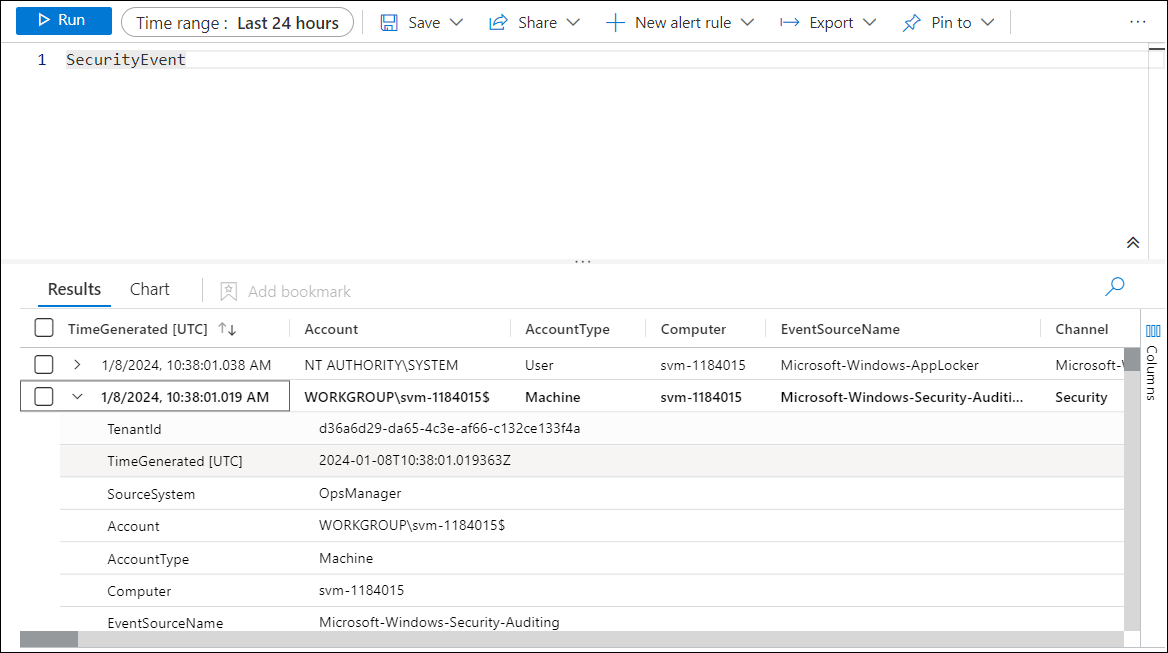 Run Time range : Last 24 hours Save Share New alert rule Export Pin to ...
1 SecurityEvent
...
Results Chart Add bookmark
TimeGenerated [UTC] ↑↓ Account AccountType Computer EventSourceName Channel
1/8/2024, 10:38:01.038 AM NT AUTHORITY\SYSTEM User svm-1184015 Microsoft-Windows-AppLocker Microsoft-
1/8/2024, 10:38:01.019 AM WORKGROUP\svm-1184015$ Machine svm-1184015 Microsoft-Windows-Security-Auditi... Security
Columns
TenantId d36a6d29-da65-4c3e-af66-c132ce133f4a
TimeGenerated [UTC] 2024-01-08T10:38:01.019363Z
SourceSystem OpsManager
Account WORKGROUP\svm-1184015$
AccountType Machine
Computer svm-1184015
EventSourceName Microsoft-Windows-Security-Auditing